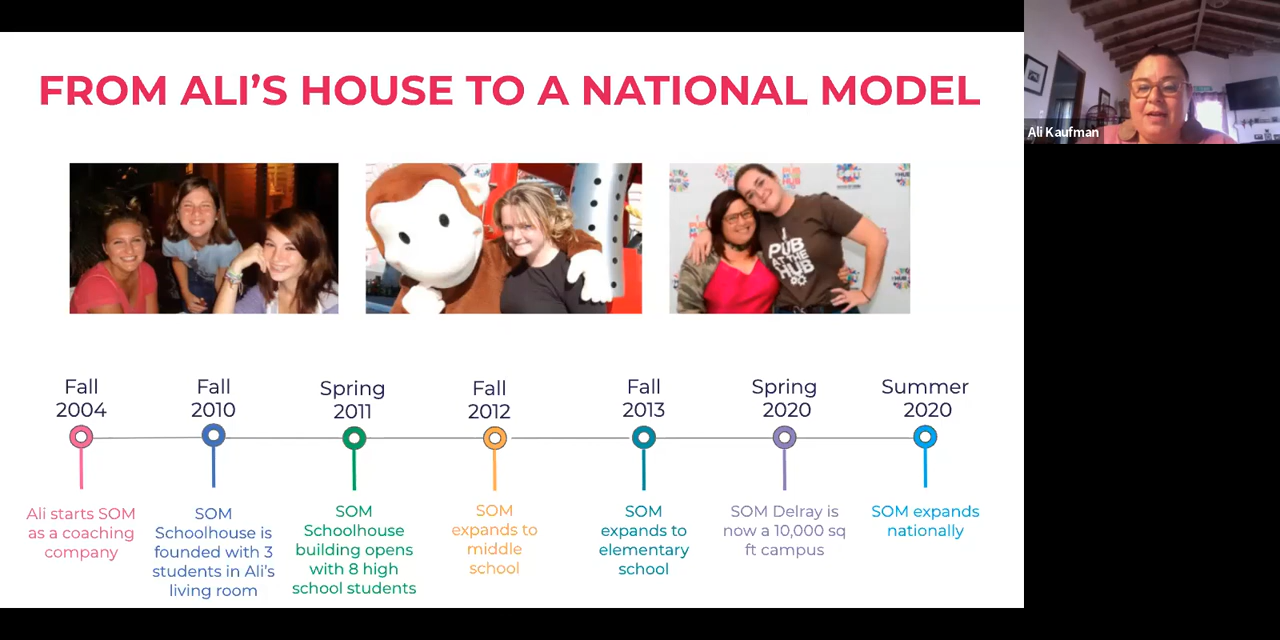 FROM ALI'S HOUSE TO A NATIONAL MODEL
Ali Kaufman
I PUB
AT THE
HUB
Fall
2004
Fall
2010
Spring
2011
Fall
2012
Fall
2013
Spring
2020
Summer
2020
Ali starts SOM
as a coaching
company
SOM
Schoolhouse is
founded with 3
students in Ali's
living room
SOM
Schoolhouse
building opens
with 8 high
school students
SOM
expands to
middle
school
SOM
expands to
elementary
school
SOM Delray is
now a 10,000 sq
ft campus
SOM expands
nationally